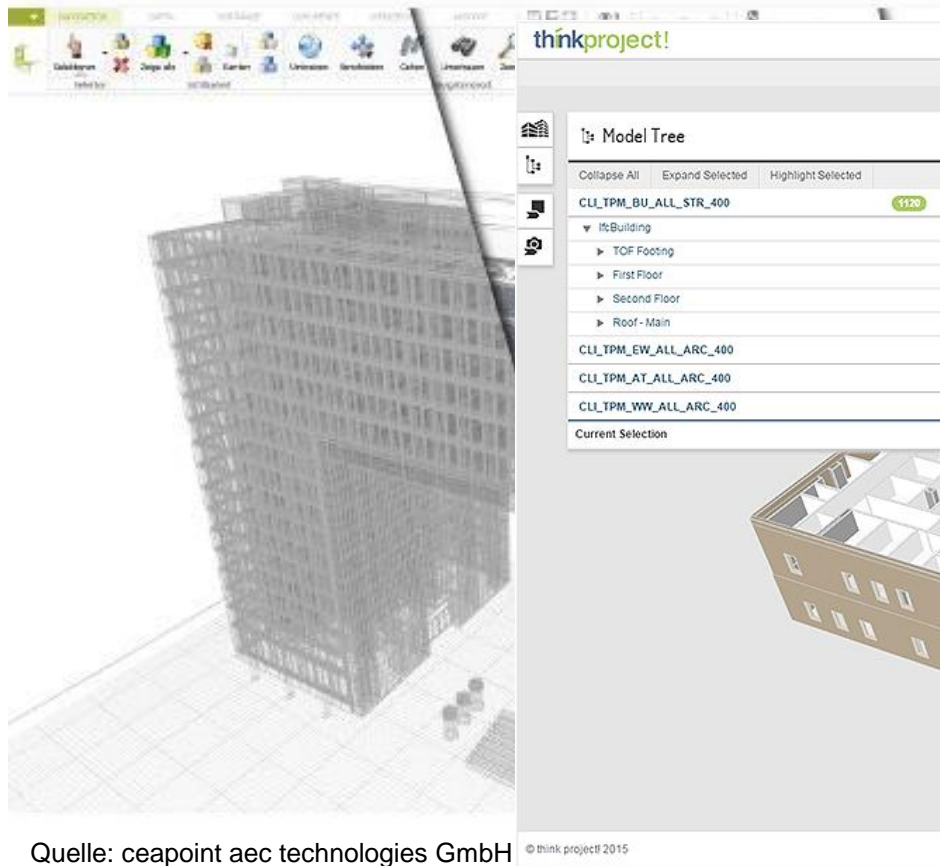 thinkproject!
Model Tree
Collapse All Expand Selected Highlight Selected
CLI_TPM_BU_ALL_STR_400 1120
IfcBuilding
TOF Footing
First Floor
Second Floor
Roof - Main
CLI_TPM_EW_ALL_ARC_400
CLI_TPM_AT_ALL_ARC_400
CLI_TPM_WW_ALL_ARC_400
Current Selection
Quelle: ceapoint aec technologies GmbH
© think project! 2015